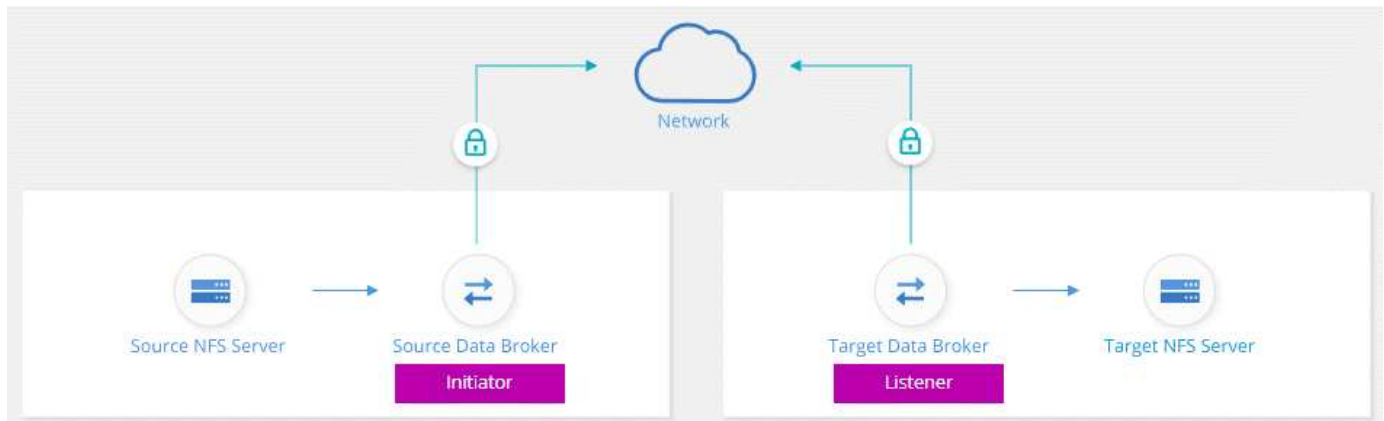 Network
Source NFS Server
Source Data Broker
Target Data Broker
Target NFS Server
Initiator
Listener